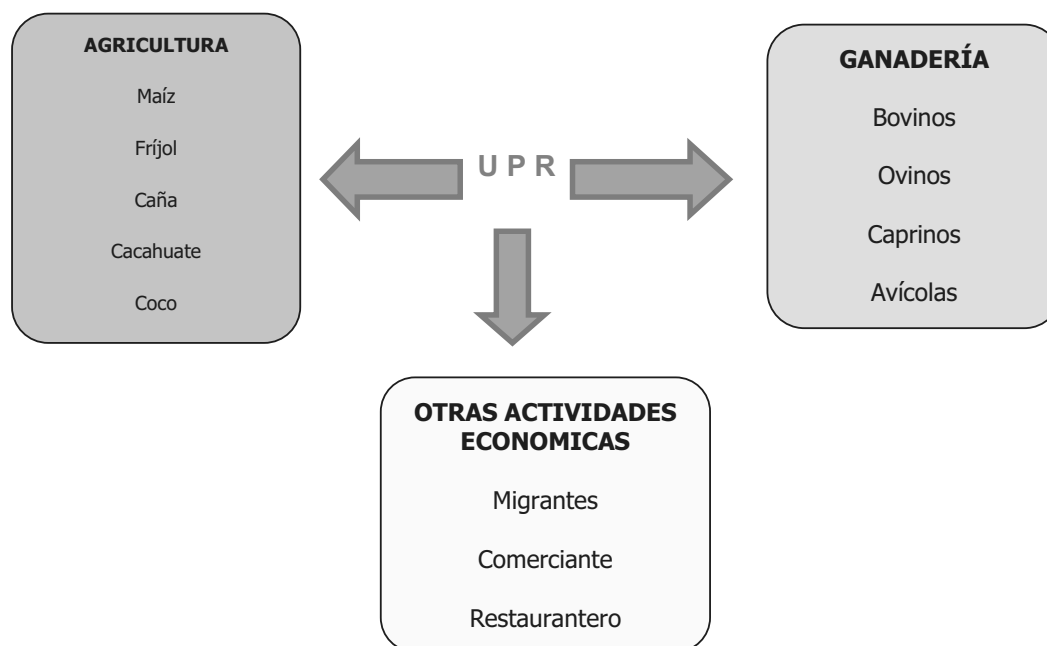 AGRICULTURA
Maíz
Fríjol
Caña
Cacahuate
Coco
U P R
GANADERÍA
Bovinos
Ovinos
Caprinos
Avícolas
OTRAS ACTIVIDADES
ECONOMICAS
Migrantes
Comerciante
Restaurantero